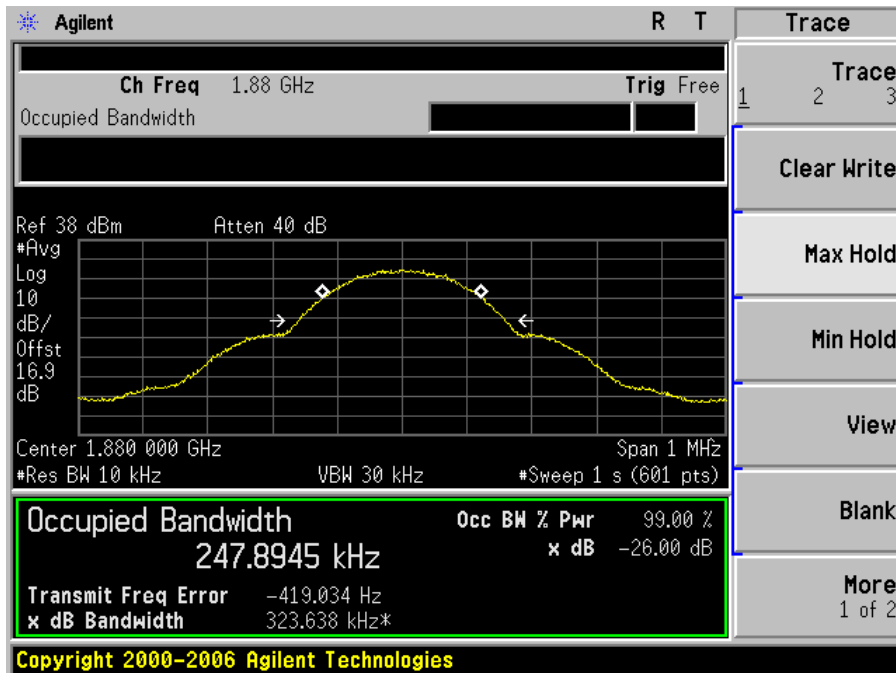 Agilent R T Trace
Ch Freq 1.88 GHz Trig Free
Occupied Bandwidth
Trace
1 2 3
Clear Write
Max Hold
Min Hold
View
Blank
More
1 of 2
Ref 38 dBm Atten 40 dB
#Avg
Log
10
dB/
Offst
16.9
dB
Center 1.880 000 GHz Span 1 MHz
#Res BW 10 kHz VBW 30 kHz #Sweep 1 s (601 pts)
Occupied Bandwidth Occ BW % Pwr 99.00 %
247.8945 kHz x dB -26.00 dB
Transmit Freq Error -419.034 Hz
x dB Bandwidth 323.638 kHz*
Copyright 2000-2006 Agilent Technologies